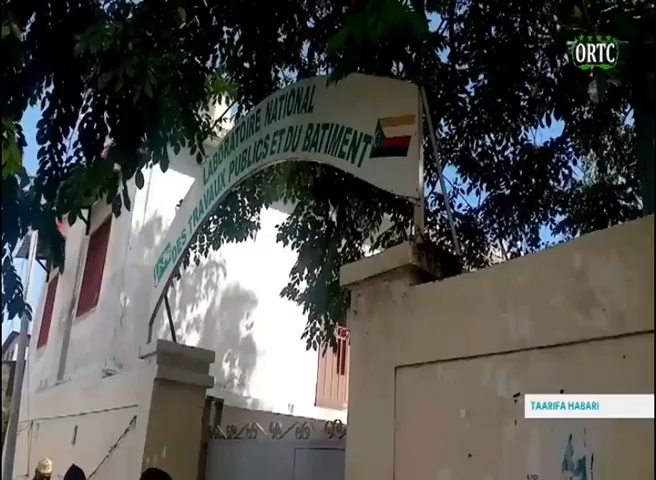 ORTC
LABORATOIRE NATIONAL
DES TRAVAUX PUBLICS ET DU BATIMENT
TAARIFA HABARI